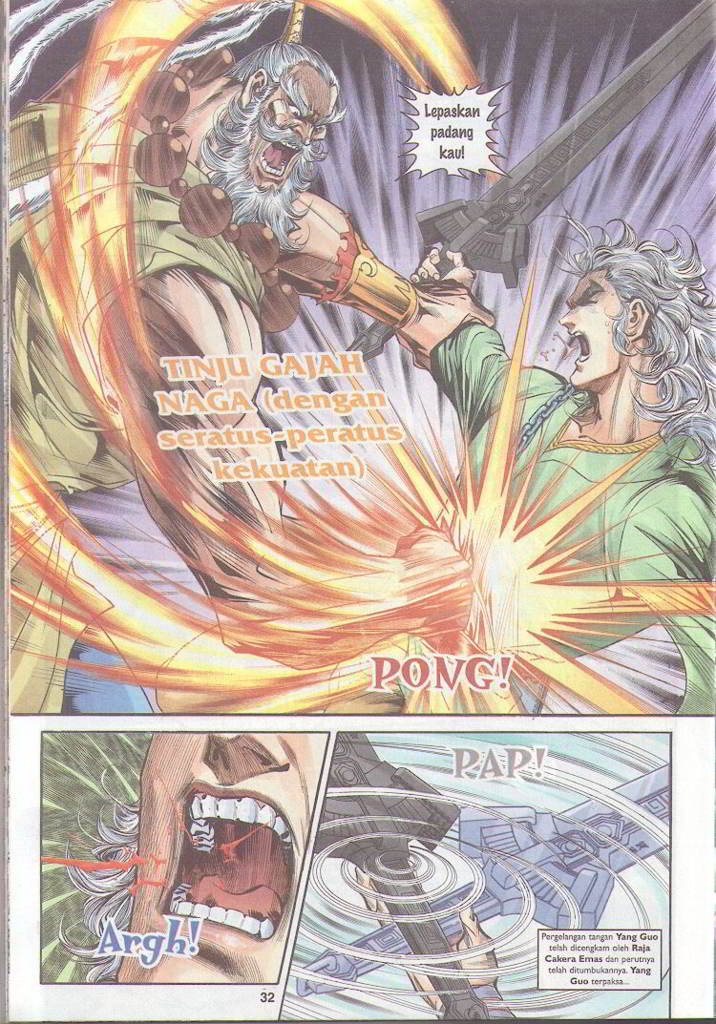 Lepaskan
padang
kau!
TINJU GAJAH
NAGA (dengan
seratus-peratus
kekuatan)
PONG!
Argh!
PAP!
Pergelangan tangan Yang Guo
telah dicengkam oleh Raja
Cakera Emas dan perutnya
telah ditumbukannya. Yang
Guo terpaksa...
32